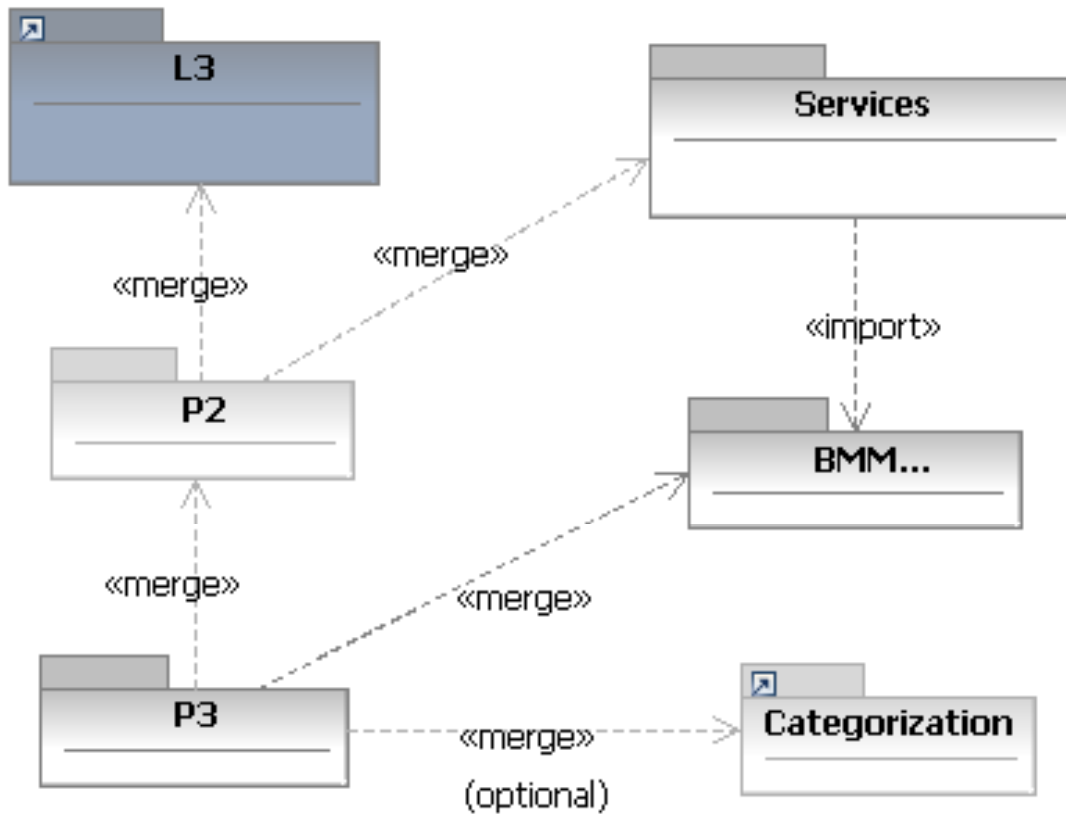 L3
Services
«merge»
«merge»
«import»
P2
BMM...
«merge»
«merge»
P3
Categorization
«merge»
(optional)